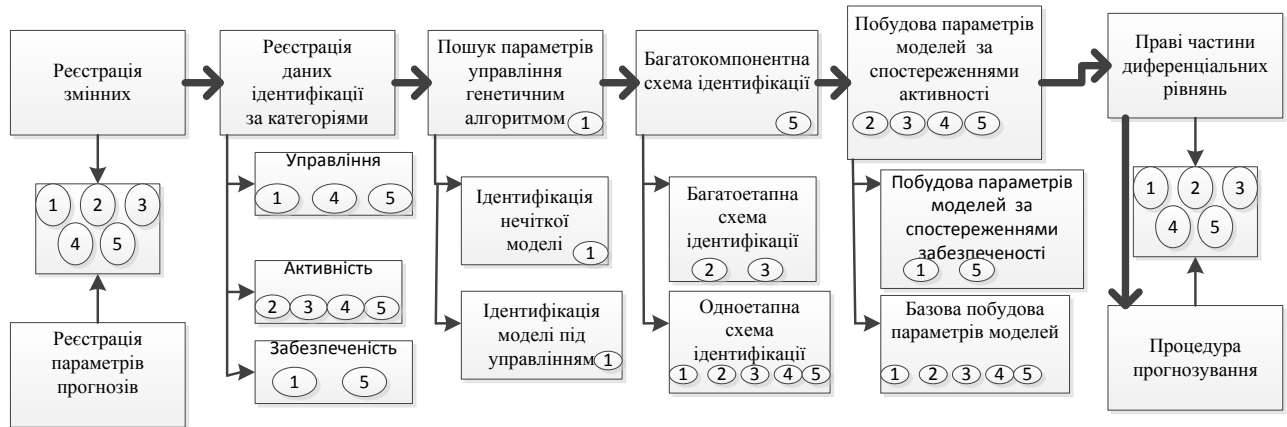 Реєстрація
змінних
1 2 3
4 5
Реєстрація
параметрів
прогнозів
Реєстрація
даних
ідентифікації
за категоріями
Управління
1 4 5
Активність
2 3 4 5
Забезпеченість
1 5
Пошук параметрів
управління
генетичним
алгоритмом
1
Ідентифікація
нечіткої
моделі
1
Ідентифікація
моделі під
управлінням
1
Багатокомпонентна
схема ідентифікації
5
Багатоетапна
схема
ідентифікації
2 3
Одноетапна
схема
ідентифікації
1 2 3 4 5
Побудова параметрів
моделей за
спостереженнями
активності
2 3 4 5
Побудова параметрів
моделей за
спостереженнями
забезпеченості
1 5
Базова побудова
параметрів моделей
1 2 3 4 5
Праві частини
диференціальних
рівнянь
1 2 3
4 5
Процедура
прогнозування